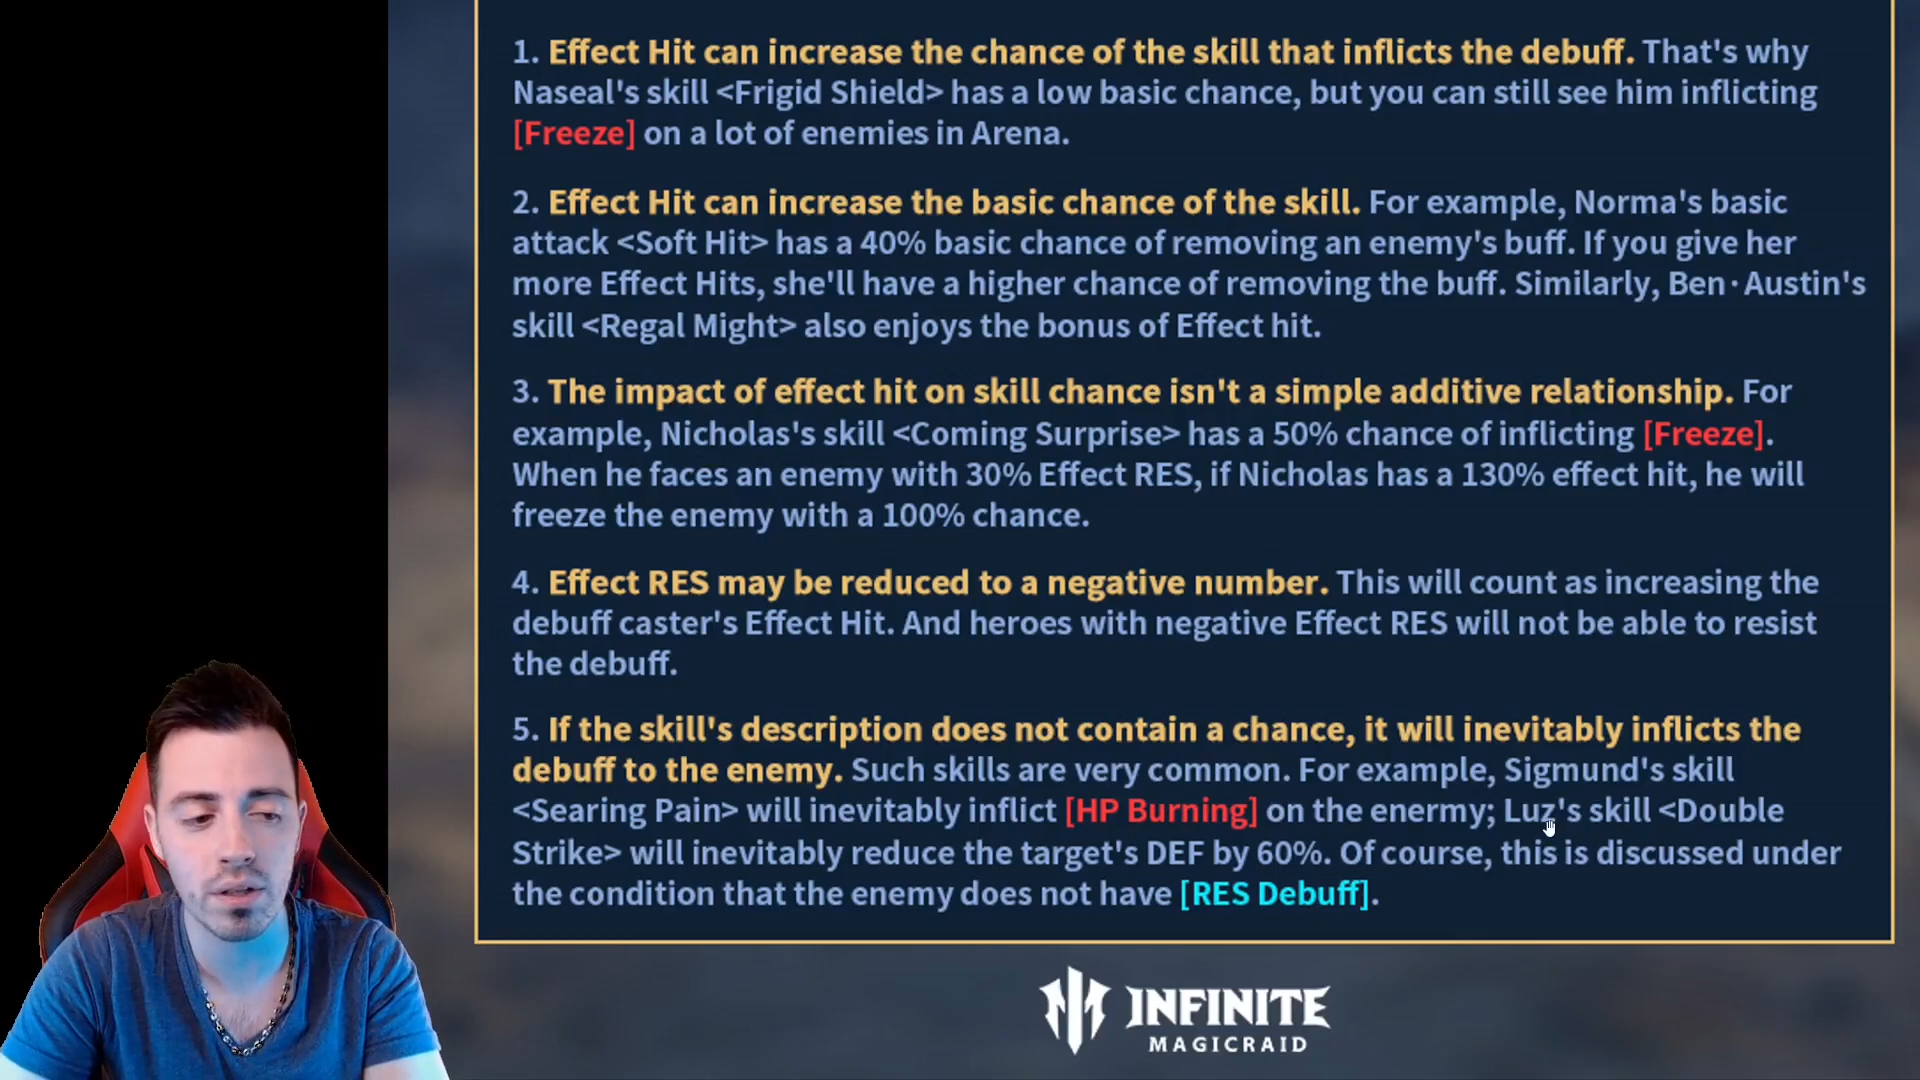 1. Effect Hit can increase the chance of the skill that inflicts the debuff. That's why
Naseal's skill <Frigid Shield> has a low basic chance, but you can still see him inflicting
[Freeze] on a lot of enemies in Arena.
2. Effect Hit can increase the basic chance of the skill. For example, Norma's basic
attack <Soft Hit> has a 40% basic chance of removing an enemy's buff. If you give her
more Effect Hits, she'll have a higher chance of removing the buff. Similarly, Ben·Austin's
skill <Regal Might> also enjoys the bonus of Effect hit.
3. The impact of effect hit on skill chance isn't a simple additive relationship. For
example, Nicholas's skill <Coming Surprise> has a 50% chance of inflicting [Freeze].
When he faces an enemy with 30% Effect RES, if Nicholas has a 130% effect hit, he will
freeze the enemy with a 100% chance.
4. Effect RES may be reduced to a negative number. This will count as increasing the
debuff caster's Effect Hit. And heroes with negative Effect RES will not be able to resist
the debuff.
5. If the skill's description does not contain a chance, it will inevitably inflicts the
debuff to the enemy. Such skills are very common. For example, Sigmund's skill
<Searing Pain> will inevitably inflict [HP Burning] on the enermy; Luz's skill <Double
Strike> will inevitably reduce the target's DEF by 60%. Of course, this is discussed under
the condition that the enemy does not have [RES Debuff].
INFINITE
MAGICRAID